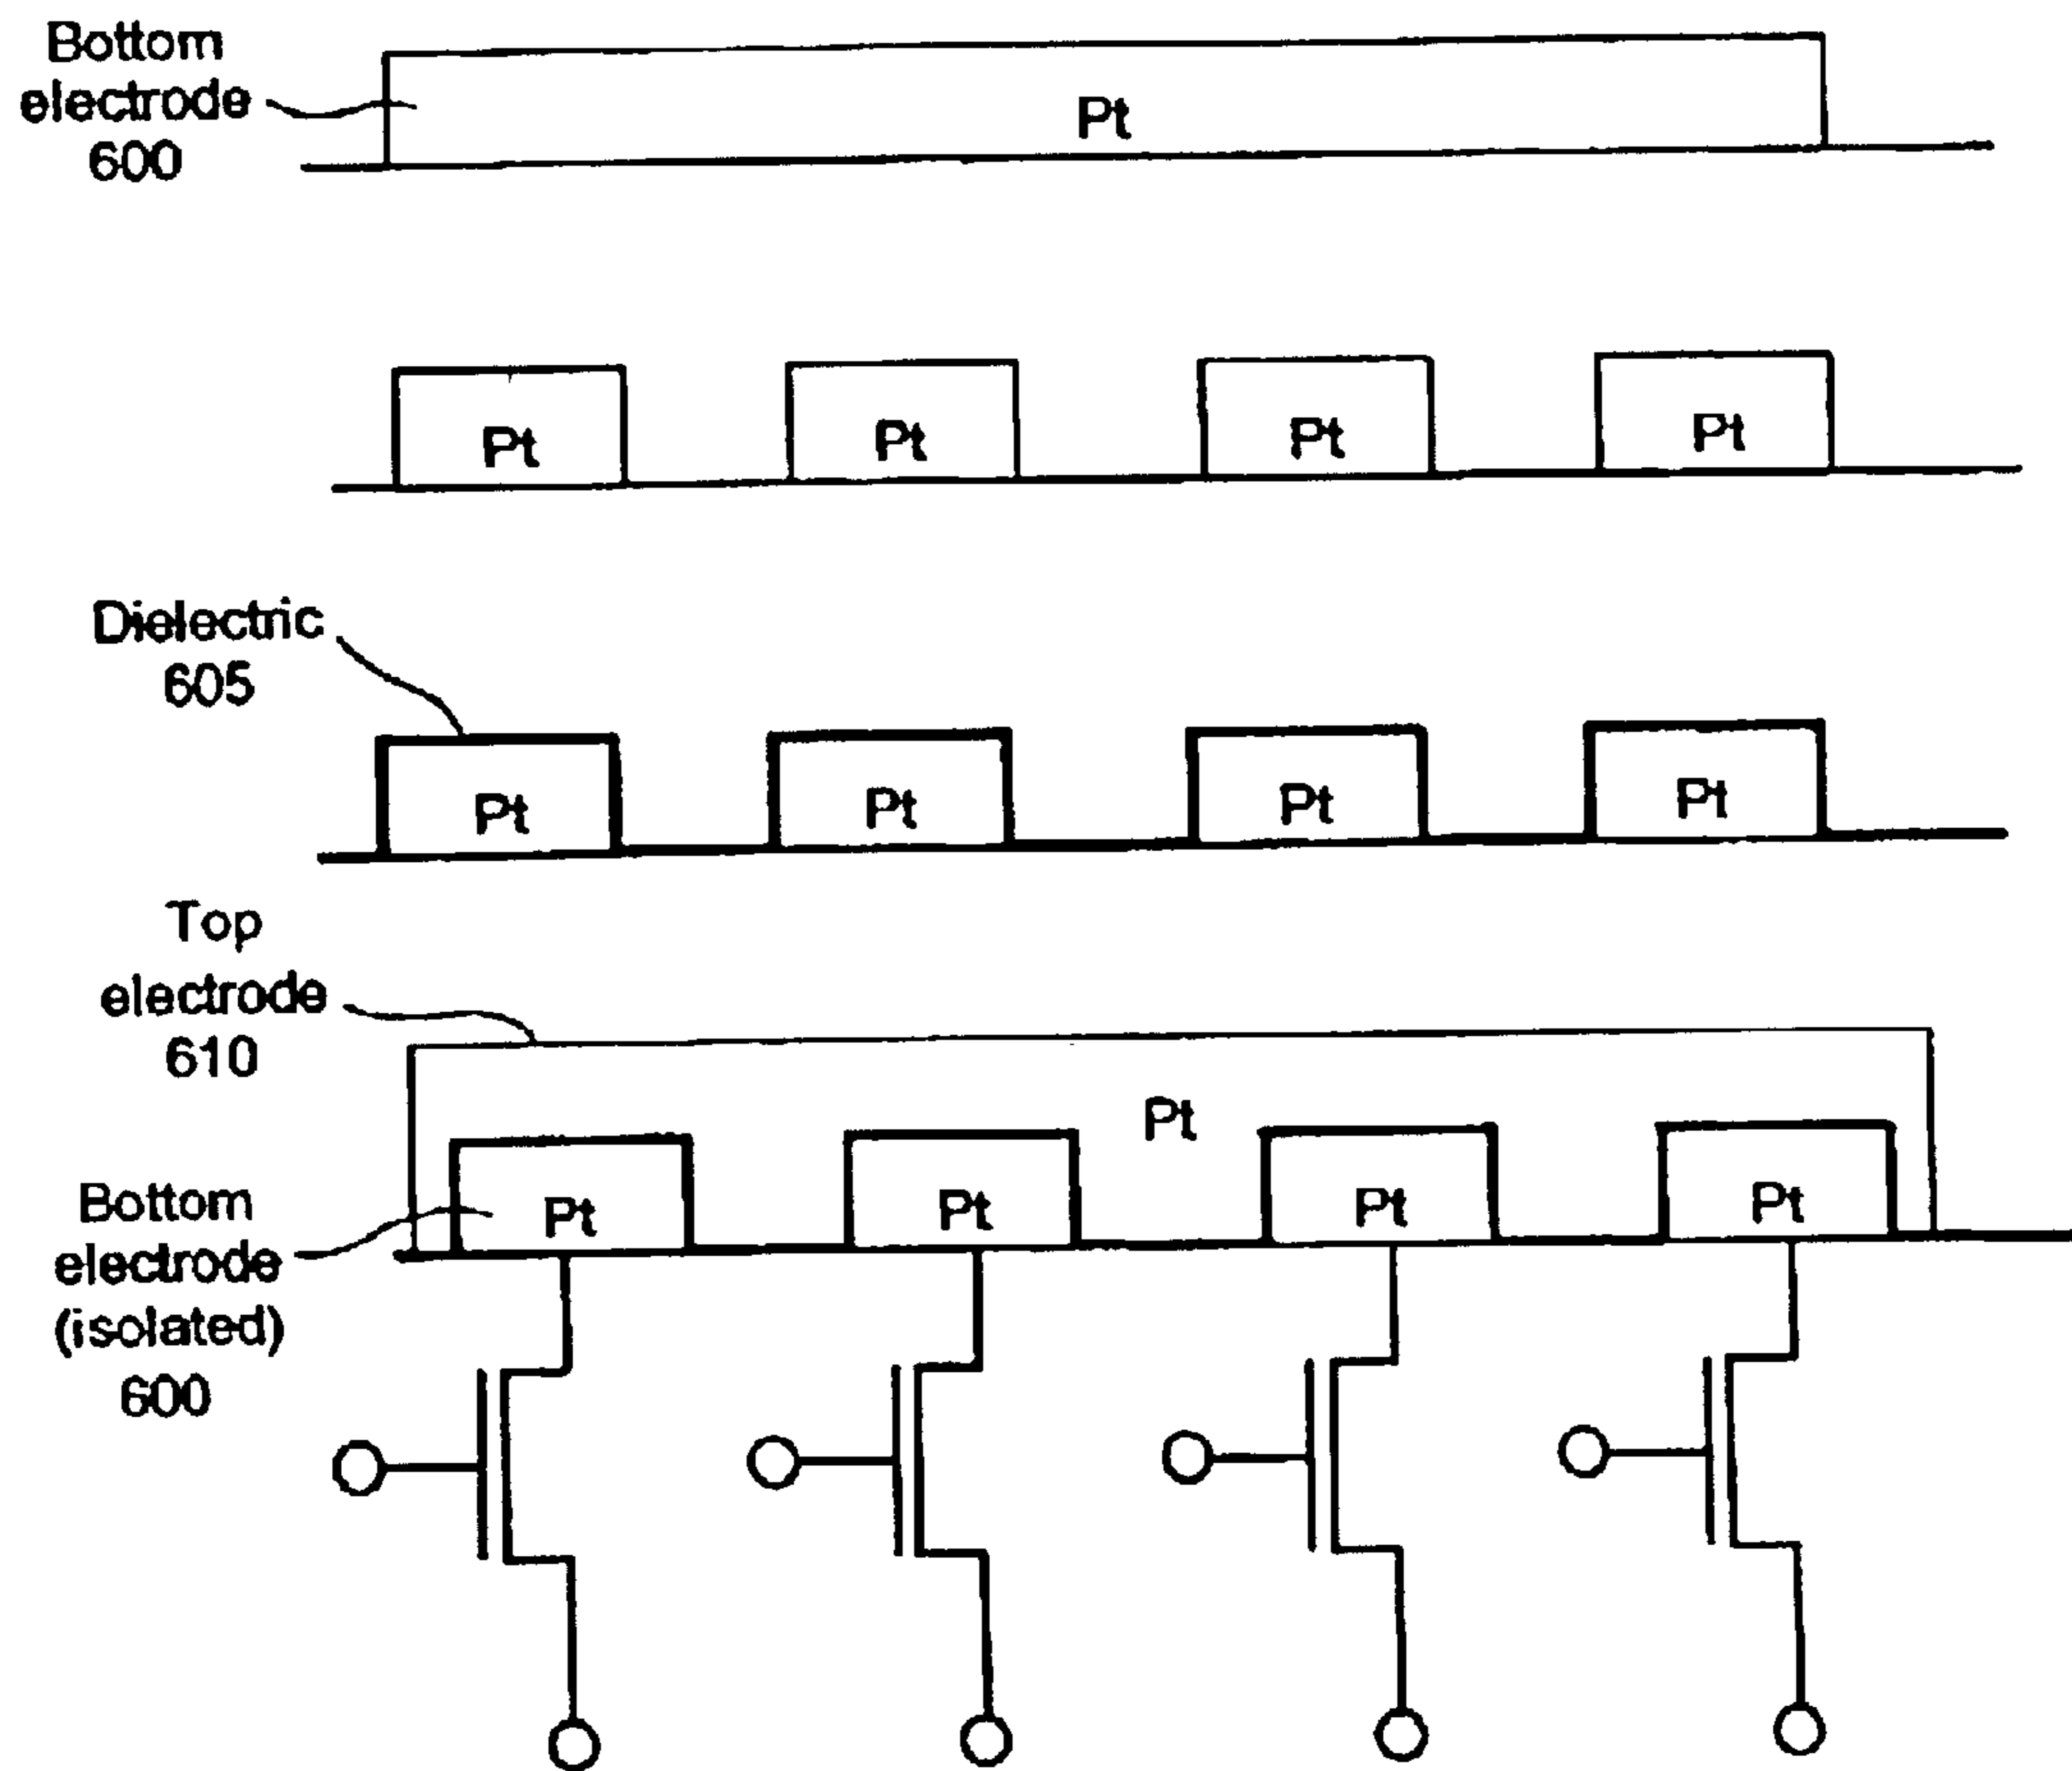 Bottom
electrode
600
Pt
Pt Pt Pt Pt
Dielectric
605
Pt Pt Pt Pt
Top
electrode
610
Pt
Bottom
electrode
(isolated)
600
Pt Pt Pt Pt